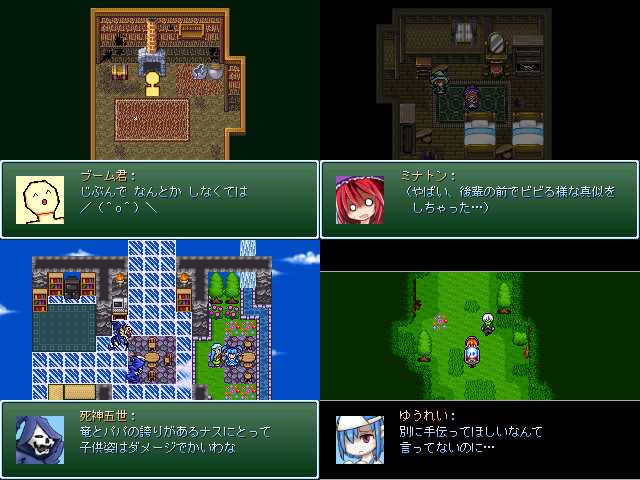 ブーム君:
じぶんで なんとか しなくては
／（＾ｏ＾）＼
ミナトン:
（やばい、後輩の前でビビる様な真似を
しちゃった…）
死神五世:
竜とパパの誇りがあるナスにとって
子供姿はダメージでかいわな
ゆうれい:
別に手伝ってほしいなんて
言ってないのに…